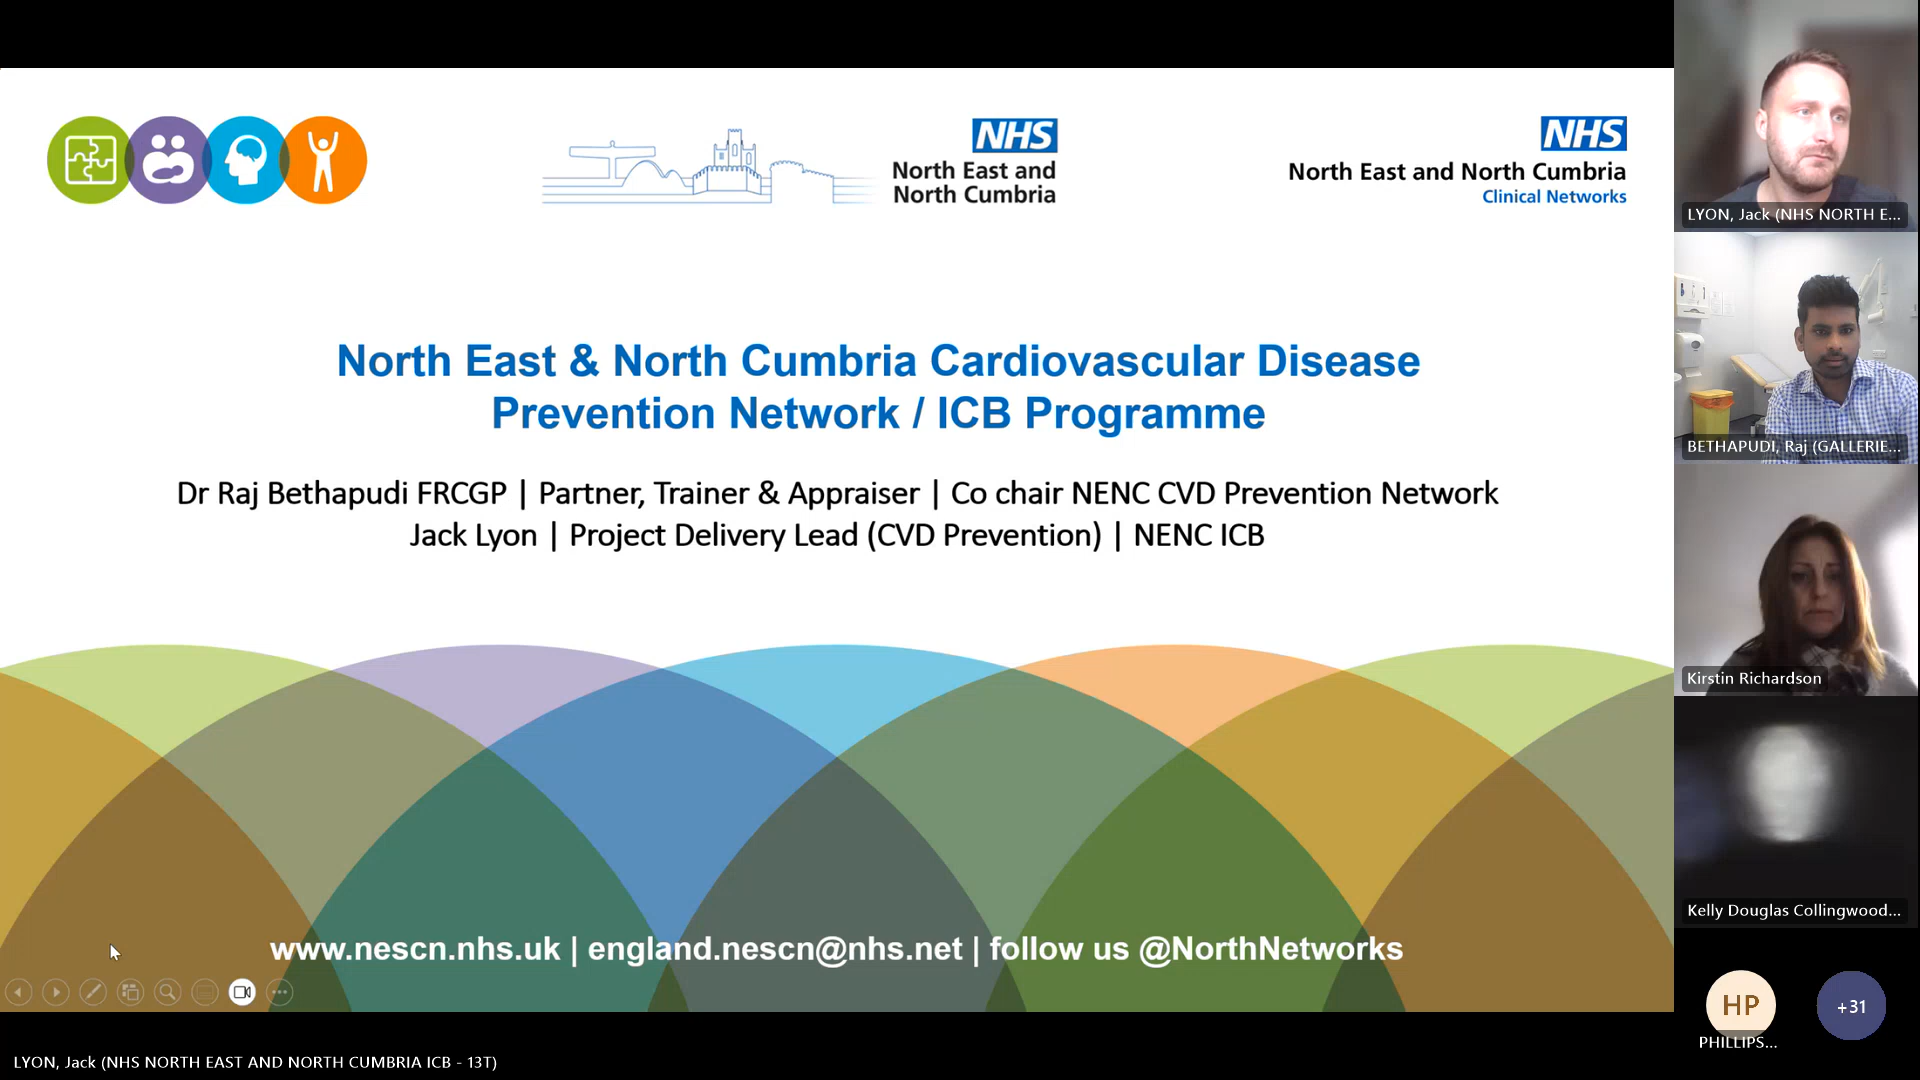 NHS
North East and
North Cumbria
NHS
North East and North Cumbria
Clinical Networks
North East & North Cumbria Cardiovascular Disease
Prevention Network / ICB Programme
Dr Raj Bethapudi FRCGP | Partner, Trainer & Appraiser | Co chair NENC CVD Prevention Network
Jack Lyon | Project Delivery Lead (CVD Prevention) | NENC ICB
www.nescn.nhs.uk | england.nescn@nhs.net | follow us @NorthNetworks
LYON, Jack (NHS NORTH EAST AND NORTH CUMBRIA ICB - 13T)
LYON, Jack (NHS NORTH E...
BETHAPUDI, Raj (GALLERIE...
Kirstin Richardson
Kelly Douglas Collingwood...
HP
PHILLIPS...
+31